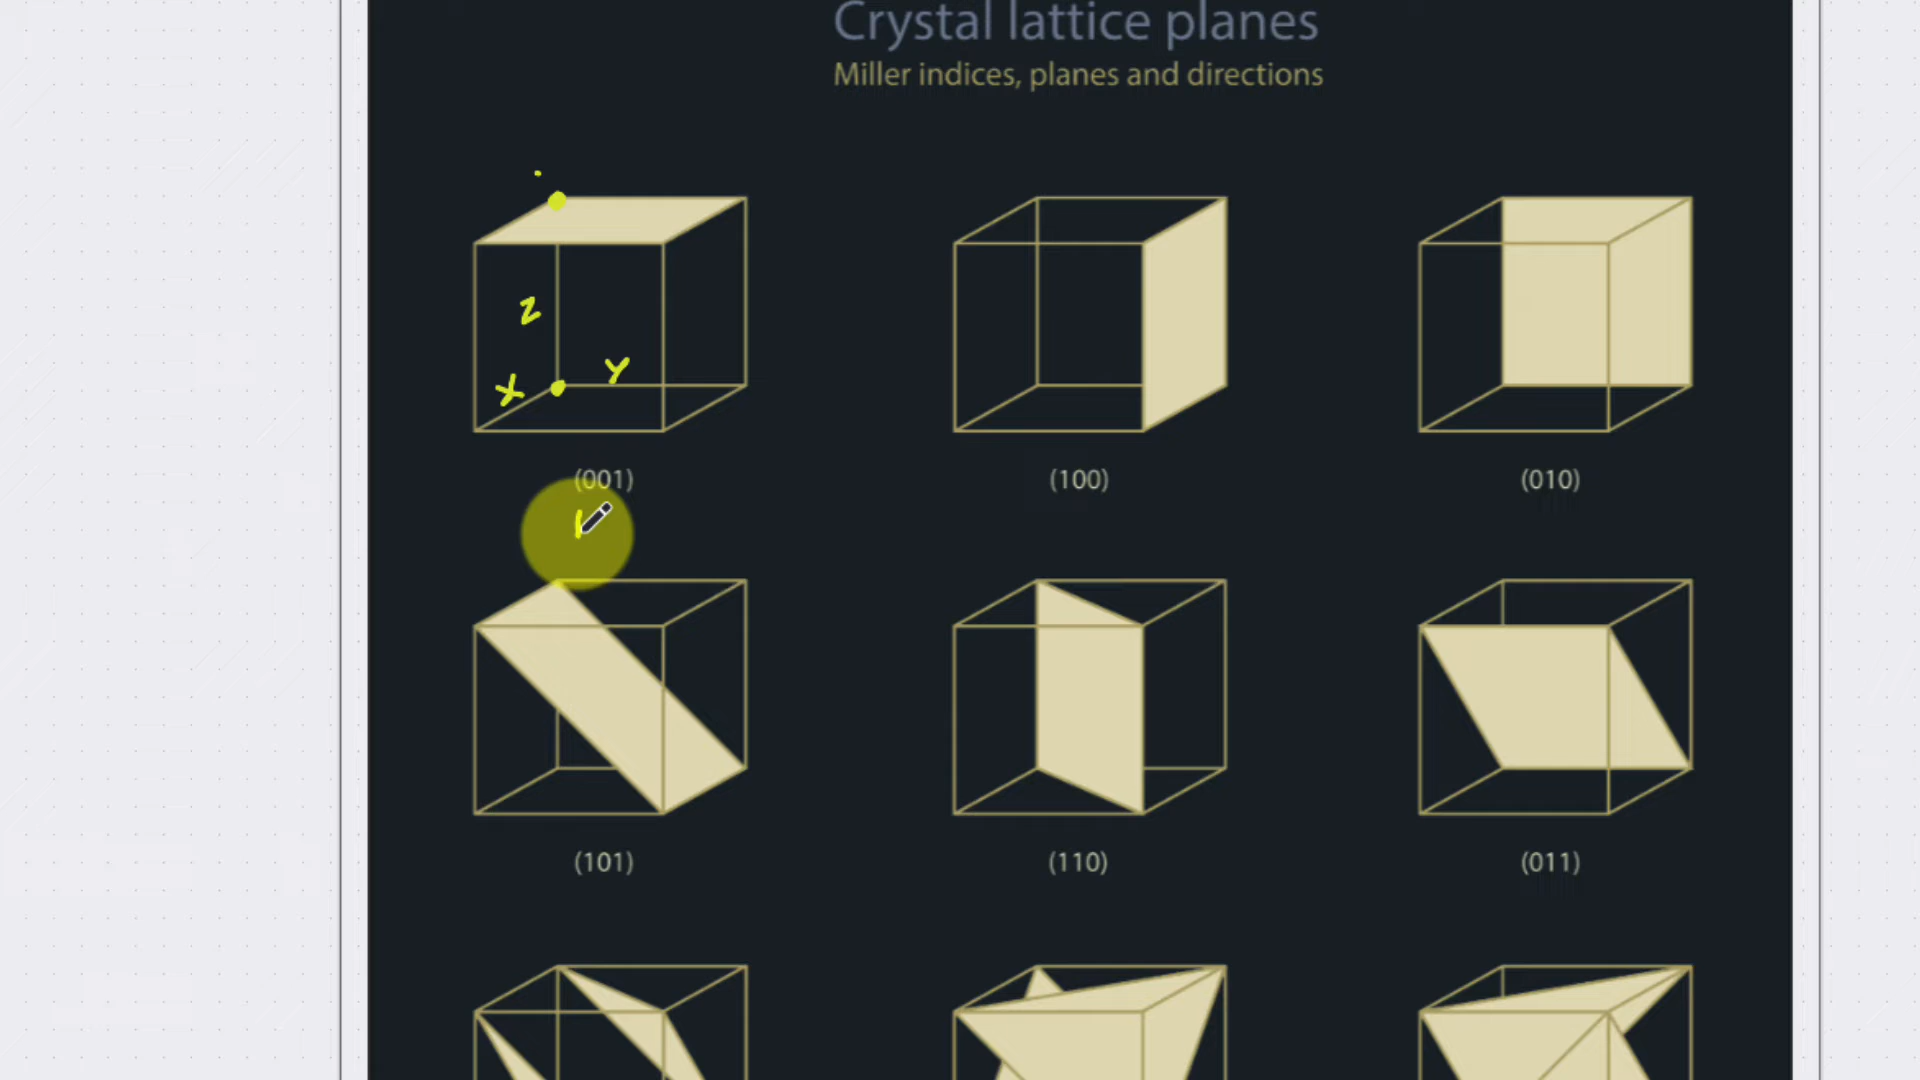 Crystal lattice planes
Miller indices, planes and directions
Z
X
Y
(001)
(100)
(010)
(101)
(110)
(011)